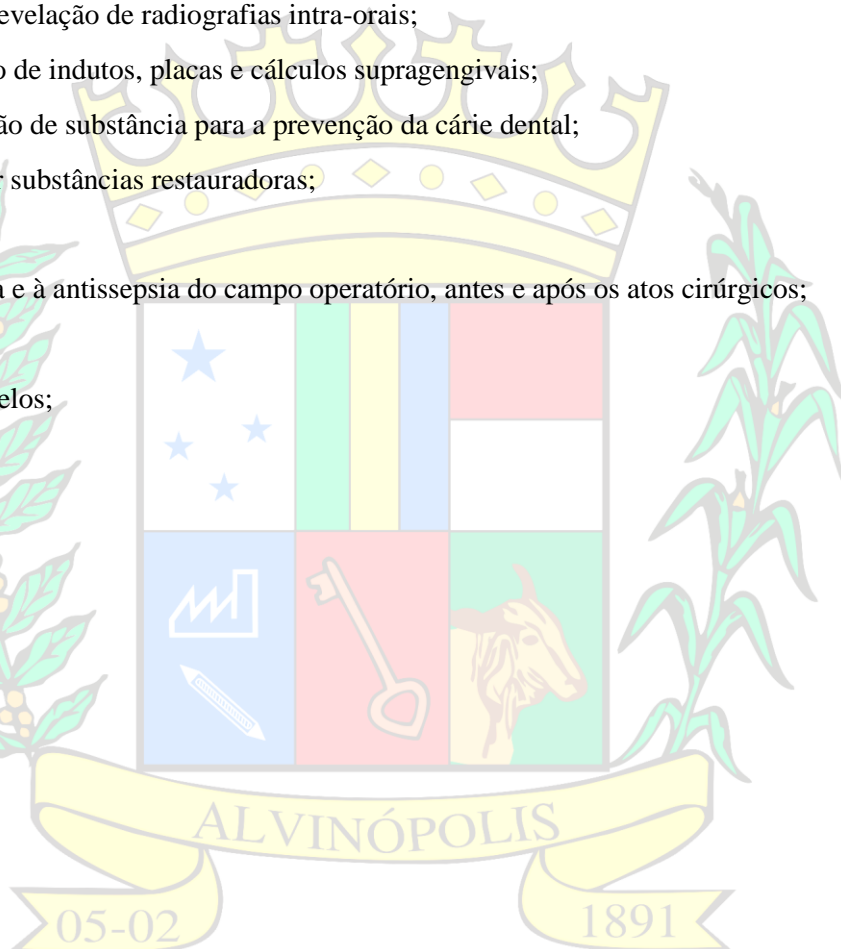 evelação de radiografias intra-orais;
o de indutos, placas e cálculos supragengivais;
ão de substância para a prevenção da cárie dental;
r substâncias restauradoras;
a e à antissepsia do campo operatório, antes e após os atos cirúrgicos;
elos;
ALVINÓPOLIS
05-02
1891